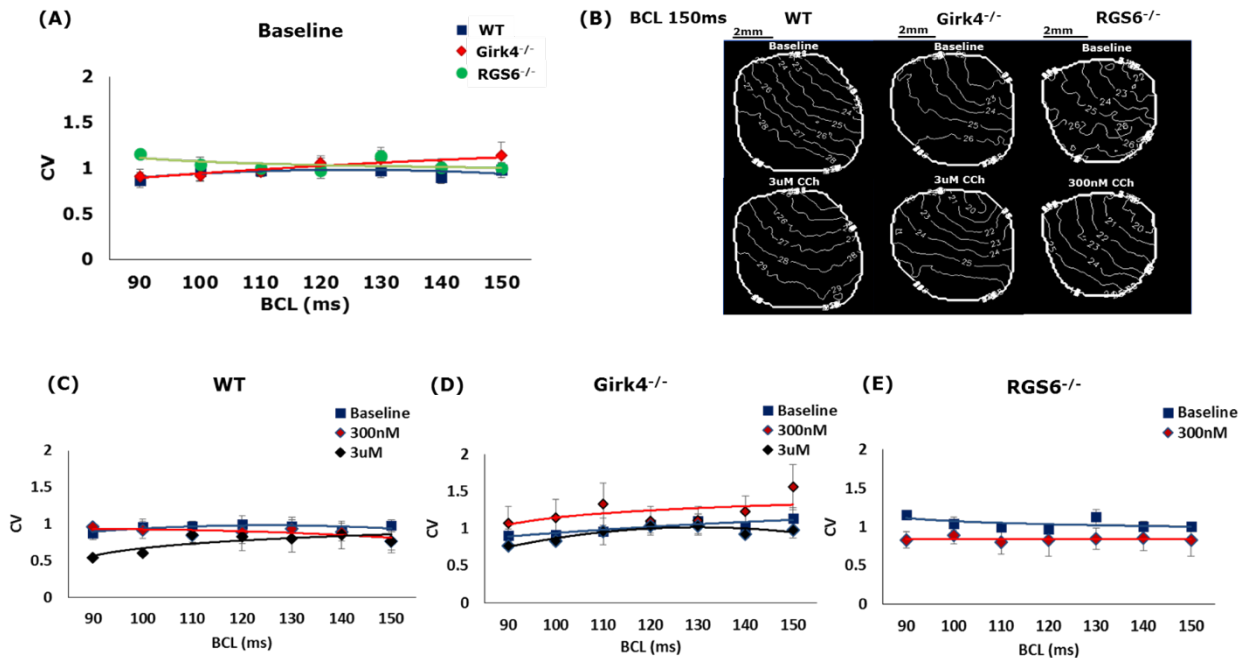 (A)
Baseline
WT
Girk4-/-
RGS6-/-
2
1.5
1
0.5
0
CV
90 100 110 120 130 140 150
BCL (ms)
(B) BCL 150ms WT Girk4-/- RGS6-/-
2mm 2mm 2mm
Baseline Baseline Baseline
3uM CCh 3uM CCh 300nM CCh
(C) WT
Baseline
300nM
3uM
2
1.5
1
0.5
0
CV
90 100 110 120 130 140 150
BCL (ms)
(D) Girk4-/-
Baseline
300nM
3uM
2
1.5
1
0.5
0
CV
90 100 110 120 130 140 150
BCL (ms)
(E) RGS6-/-
Baseline
300nM
2
1.5
1
0.5
0
CV
90 100 110 120 130 140 150
BCL (ms)